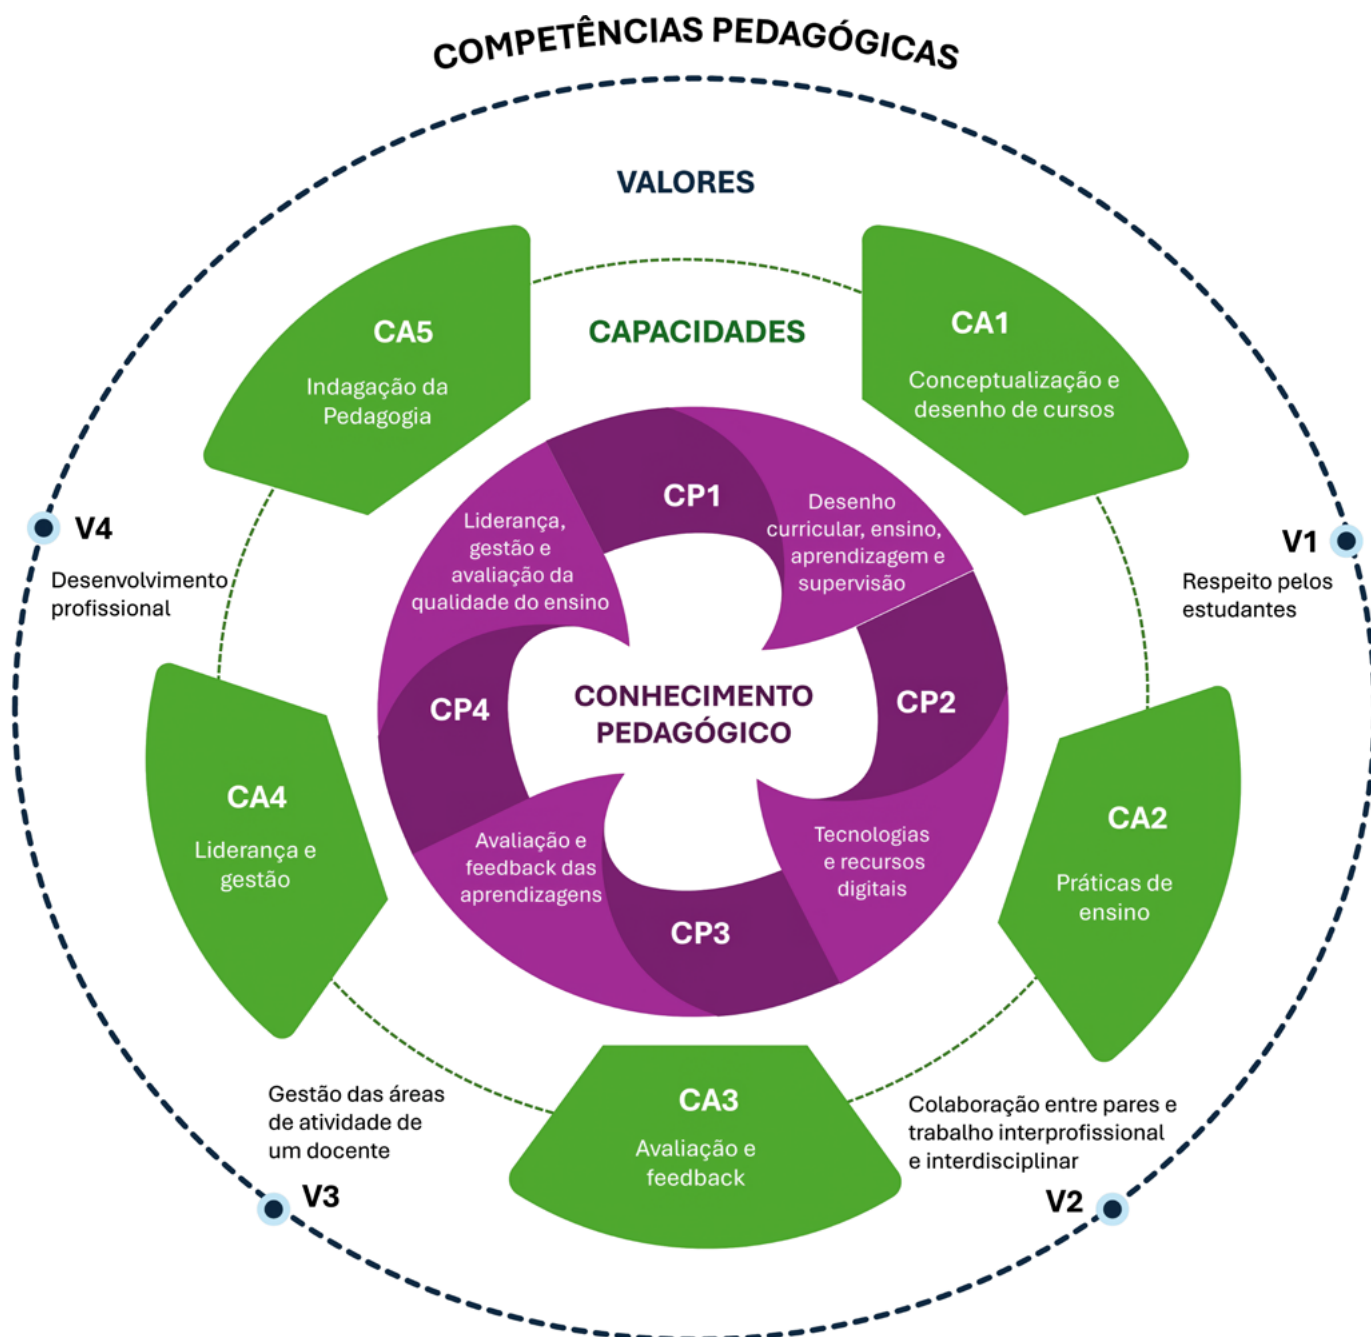 COMPETÊNCIAS PEDAGÓGICAS
VALORES
CAPACIDADES
CA5
Indagação da
Pedagogia
CA1
Conceptualização e
desenho de cursos
CP1
Desenho
curricular, ensino,
aprendizagem e
supervisão
Liderança,
gestão e
avaliação da
qualidade do ensino
V4
Desenvolvimento
profissional
V1
Respeito pelos
estudantes
CONHECIMENTO
PEDAGÓGICO
CP4
CP2
CA4
Liderança e
gestão
CA2
Práticas de
ensino
Avaliação e
feedback das
aprendizagens
Tecnologias
e recursos
digitais
CP3
CA3
Avaliação e
feedback
Gestão das áreas
de atividade de
um docente
V3
Colaboração entre pares e
trabalho interprofissional
e interdisciplinar
V2